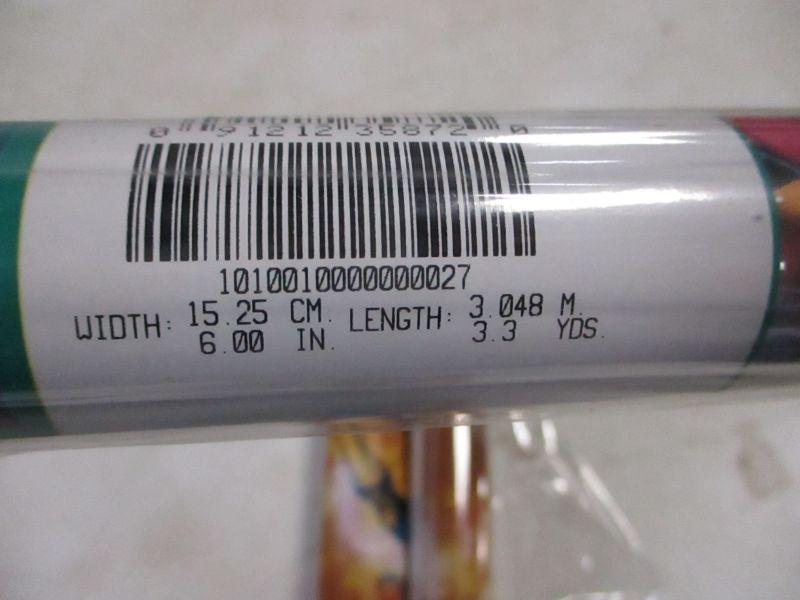 0 91212 35872 0
1010010000000027
WIDTH: 15.25 CM. LENGTH: 3.048 M.
6.00 IN. 3.3 YDS.